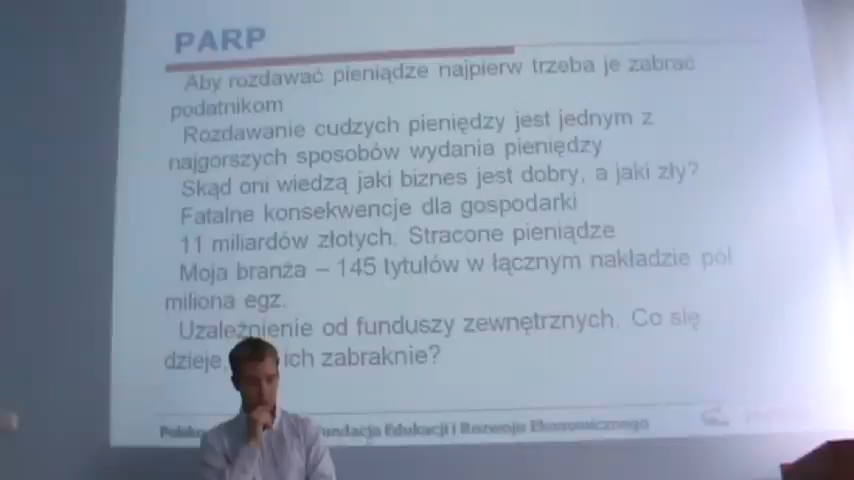 PARP
Aby rozdawać pieniądze najpierw trzeba je zabrać
podatnikom
Rozdawanie cudzych pieniędzy jest jednym z
najgorszych sposobów wydania pieniędzy
Skąd oni wiedzą jaki biznes jest dobry, a jaki zły?
Fatalne konsekwencje dla gospodarki
11 miliardów złotych. Stracone pieniądze
Moja branża – 145 tytułów w łącznym nakładzie pół
miliona egz.
Uzależnienie od funduszy zewnętrznych. Co się
dzieje, ich zabraknie?
Fundacja Edukacji i Rozwoju Ekonomicznego